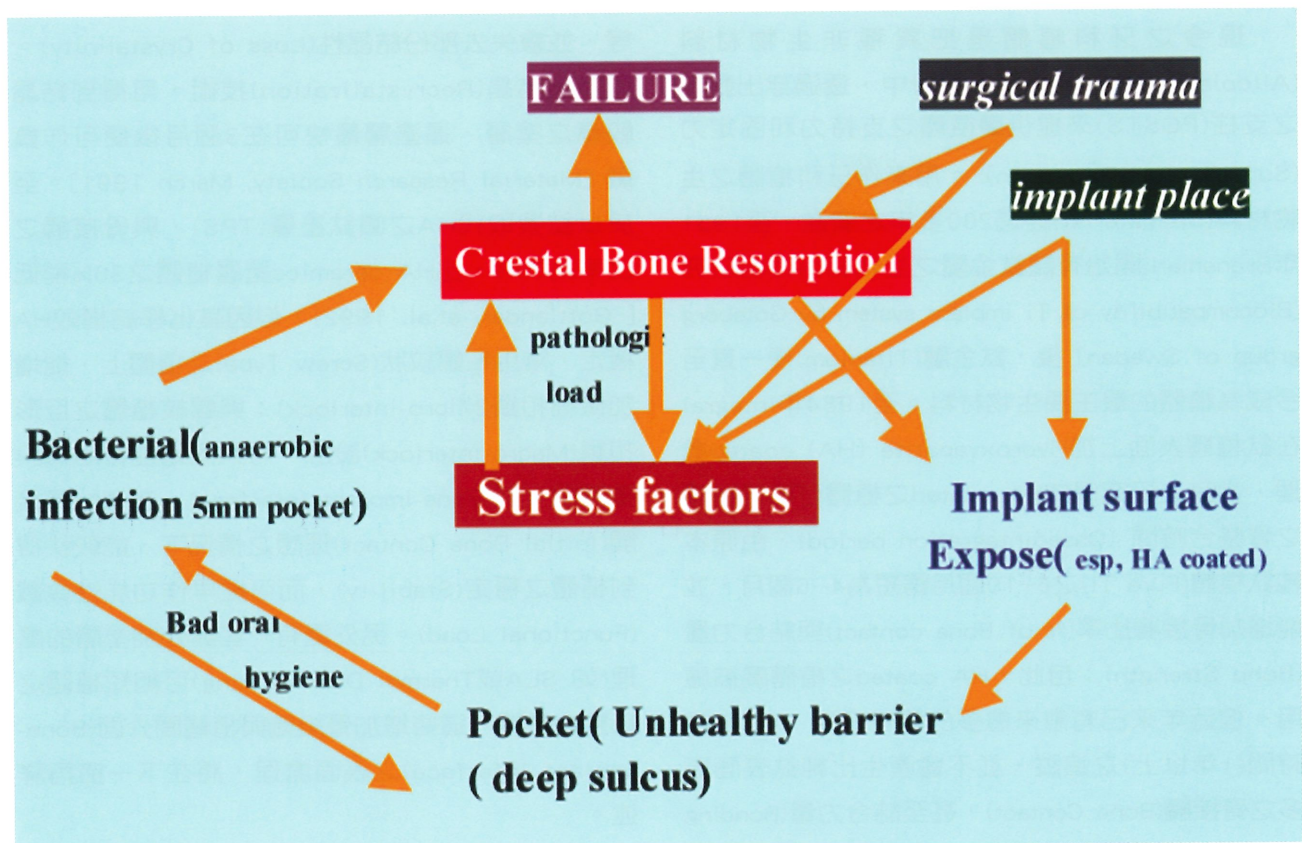 FAILURE
surgical trauma
implant place
Crestal Bone Resorption
pathologic
load
Bacterial(anaerobic
infection 5mm pocket)
Stress factors
Implant surface
Expose( esp, HA coated)
Bad oral
hygiene
Pocket( Unhealthy barrier
( deep sulcus)